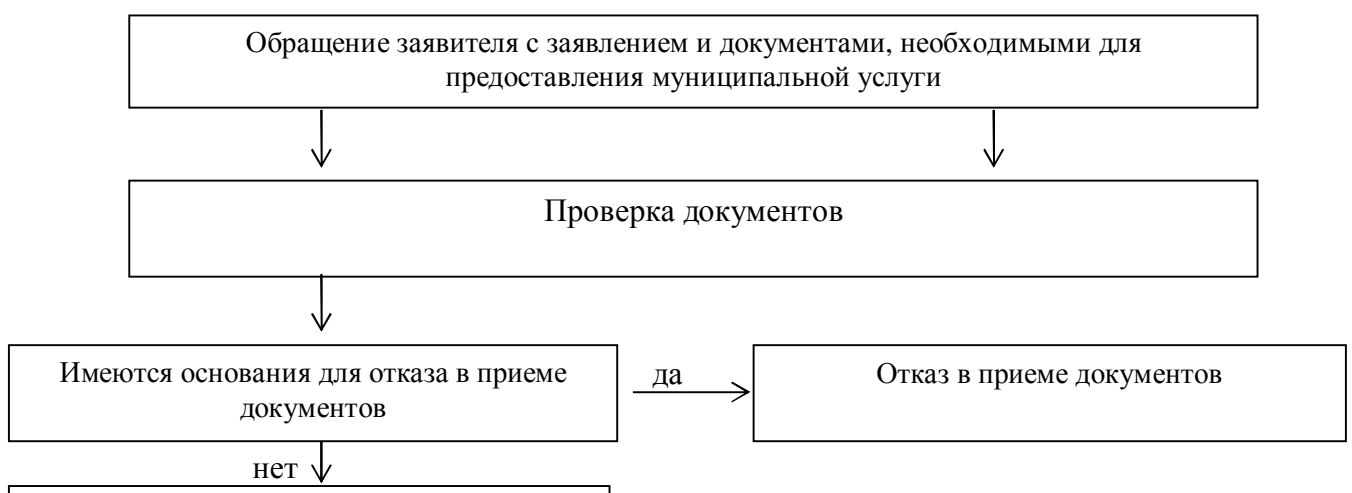 Обращение заявителя с заявлением и документами, необходимыми для
предоставления муниципальной услуги
Проверка документов
Имеются основания для отказа в приеме
документов
да
Отказ в приеме документов
нет